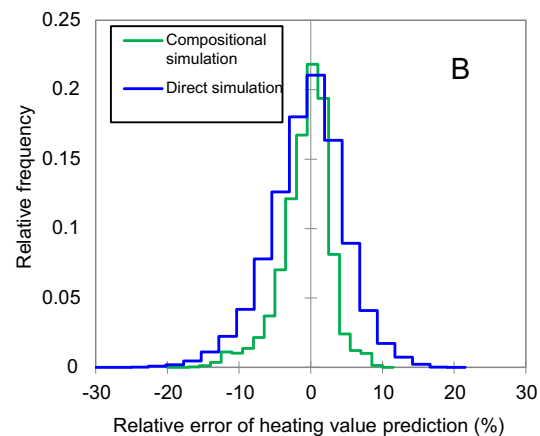 0.25
Compositional
simulation
Direct simulation
B
0.2
0.15
Relative frequency
0.1
0.05
0
-30 -20 -10 0 10 20 30
Relative error of heating value prediction (%)